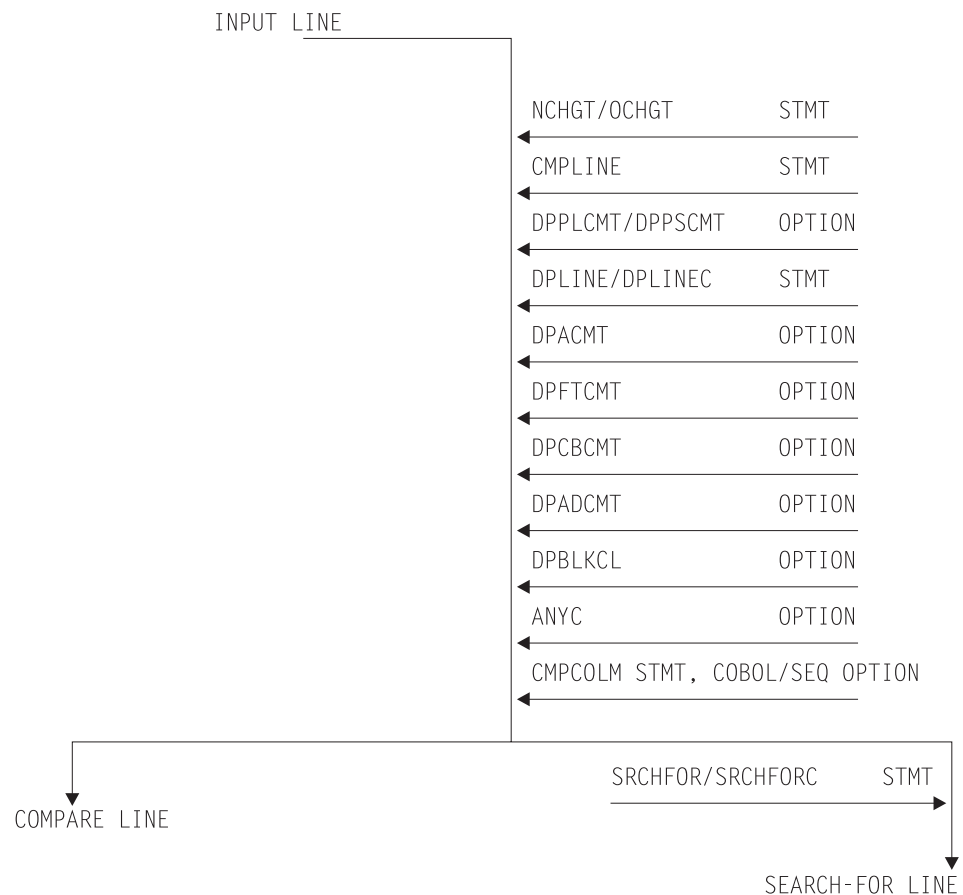 INPUT LINE
NCHGT/OCHGT STMT
CMPLINE STMT
DPPLCMT/DPPSCMT OPTION
DPLINE/DPLINEC STMT
DPACMT OPTION
DPFTCMT OPTION
DPCBCMT OPTION
DPADCMT OPTION
DPBLKCL OPTION
ANYC OPTION
CMPCOLM STMT, COBOL/SEQ OPTION
SRCHFOR/SRCHFORC STMT
COMPARE LINE
SEARCH-FOR LINE